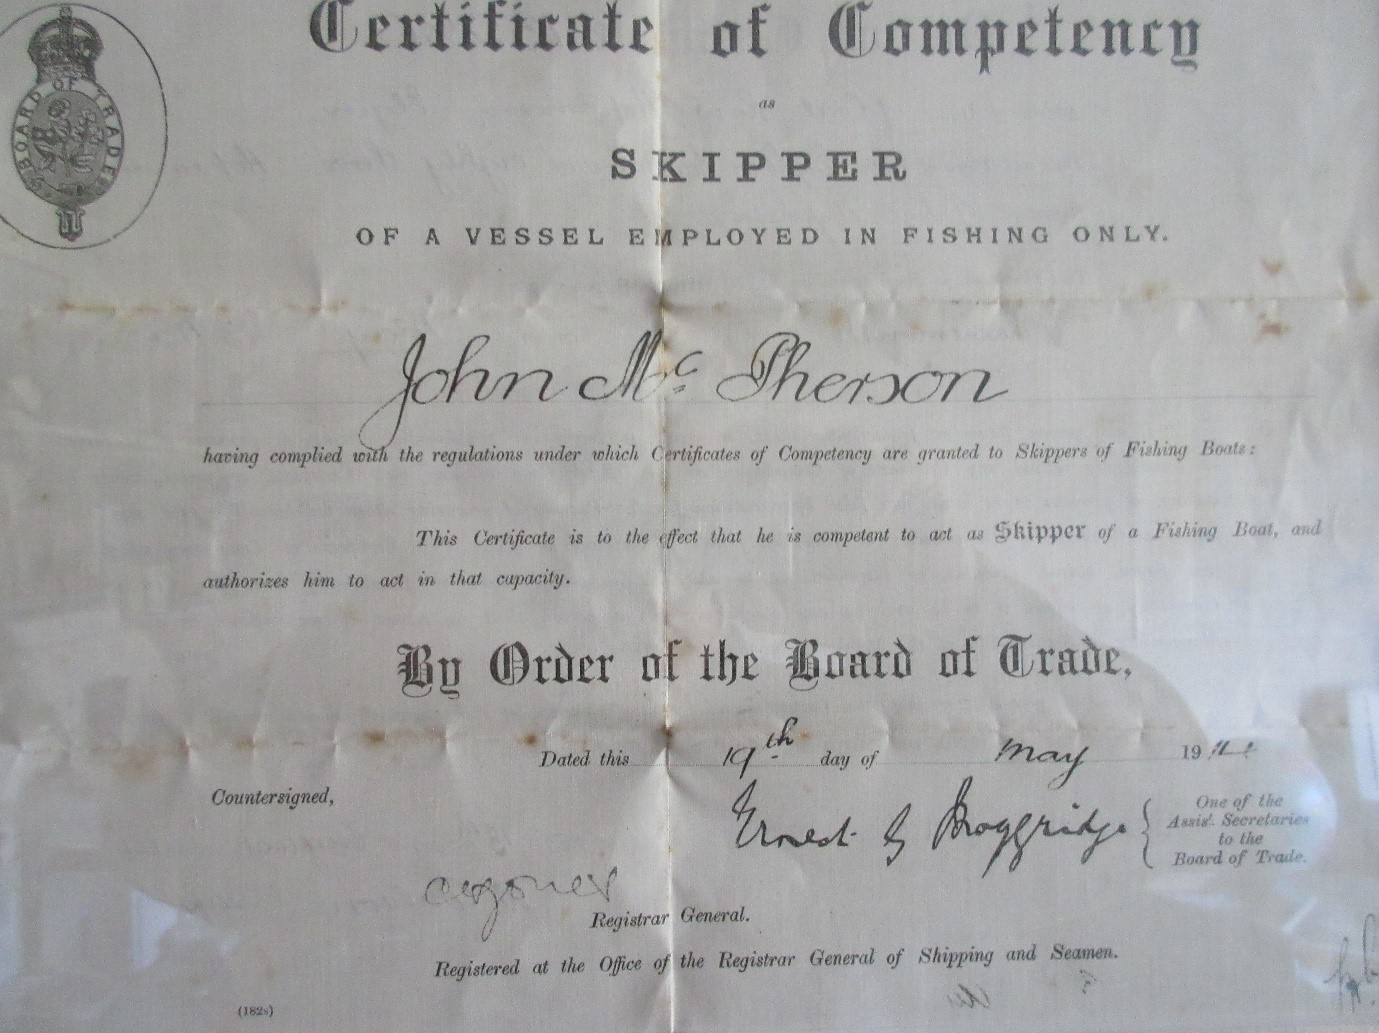 Certificate of Competency
BOARD OF TRADE
as
SKIPPER
OF A VESSEL EMPLOYED IN FISHING ONLY.
John Mc Pherson
having complied with the regulations under which Certificates of Competency are granted to Skippers of Fishing Boats:
This Certificate is to the effect that he is competent to act as Skipper of a Fishing Boat, and
authorizes him to act in that capacity.
By Order of the Board of Trade,
Dated this 19th day of May 19
Countersigned,
Ernest G Moggridge
One of the
Assist. Secretaries
to the
Board of Trade.
Registrar General.
Registered at the Office of the Registrar General of Shipping and Seamen.